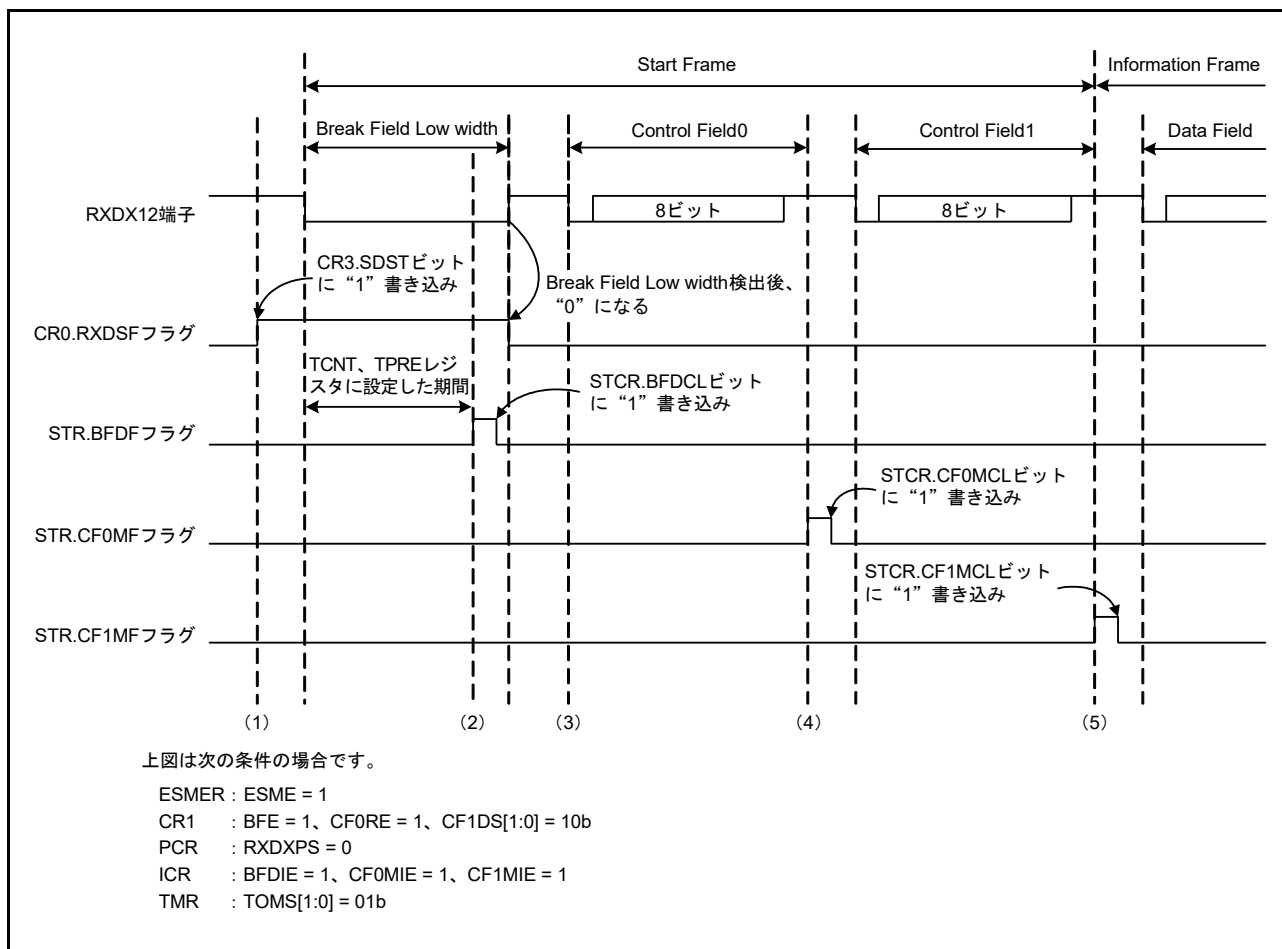 Start Frame
Information Frame
Break Field Low width
Control Field0
Control Field1
Data Field
RXDX12端子
8ビット
8ビット
CR3.SDSTビット
に“1”書き込み
Break Field Low width検出後、
“0”になる
CR0.RXDSFフラグ
TCNT、TPREレジ
スタに設定した期間
STCR.BFDCLビット
に“1”書き込み
STR.BFDFフラグ
STCR.CF0MCLビット
に“1”書き込み
STR.CF0MFフラグ
STCR.CF1MCLビット
に“1”書き込み
STR.CF1MFフラグ
(1)
(2)
(3)
(4)
(5)
上図は次の条件の場合です。
ESMER : ESME = 1
CR1 : BFE = 1、CF0RE = 1、CF1DS[1:0] = 10b
PCR : RXDXPS = 0
ICR : BFDIE = 1、CF0MIE = 1、CF1MIE = 1
TMR : TOMS[1:0] = 01b